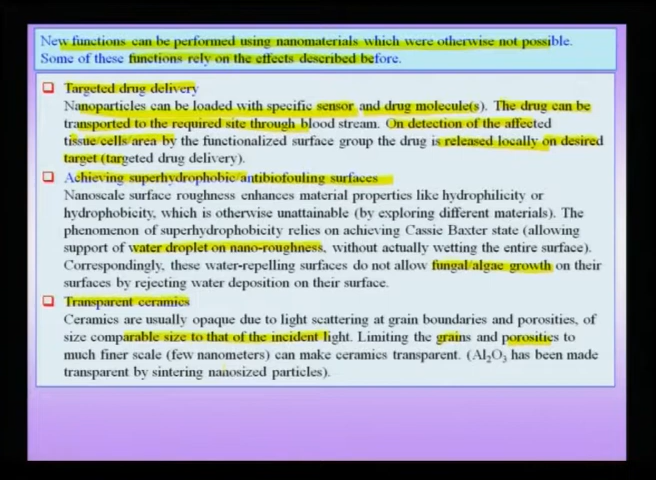 New functions can be performed using nanomaterials which were otherwise not possible.
Some of these functions rely on the effects described before.
Targeted drug delivery
Nanoparticles can be loaded with specific sensor and drug molecule(s). The drug can be
transported to the required site through blood stream. On detection of the affected
tissue/cells/area by the functionalized surface group the drug is released locally on desired
target (targeted drug delivery).
Achieving superhydrophobic/antibiofouling surfaces
Nanoscale surface roughness enhances material properties like hydrophilicity or
hydrophobicity, which is otherwise unattainable (by exploring different materials). The
phenomenon of superhydrophobicity relies on achieving Cassie Baxter state (allowing
support of water droplet on nano-roughness, without actually wetting the entire surface).
Correspondingly, these water-repelling surfaces do not allow fungal/algae growth on their
surfaces by rejecting water deposition on their surface.
Transparent ceramics
Ceramics are usually opaque due to light scattering at grain boundaries and porosities, of
size comparable size to that of the incident light. Limiting the grains and porosities to
much finer scale (few nanometers) can make ceramics transparent. (Al₂O₃ has been made
transparent by sintering nanosized particles).